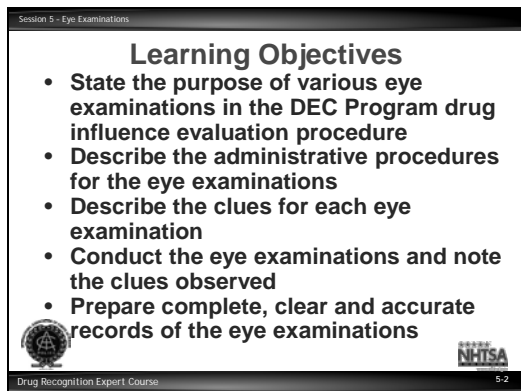 Session 5 - Eye Examinations
Learning Objectives
• State the purpose of various eye
examinations in the DEC Program drug
influence evaluation procedure
• Describe the administrative procedures
for the eye examinations
• Describe the clues for each eye
examination
• Conduct the eye examinations and note
the clues observed
• Prepare complete, clear and accurate
records of the eye examinations
NHTSA
Drug Recognition Expert Course
5-2